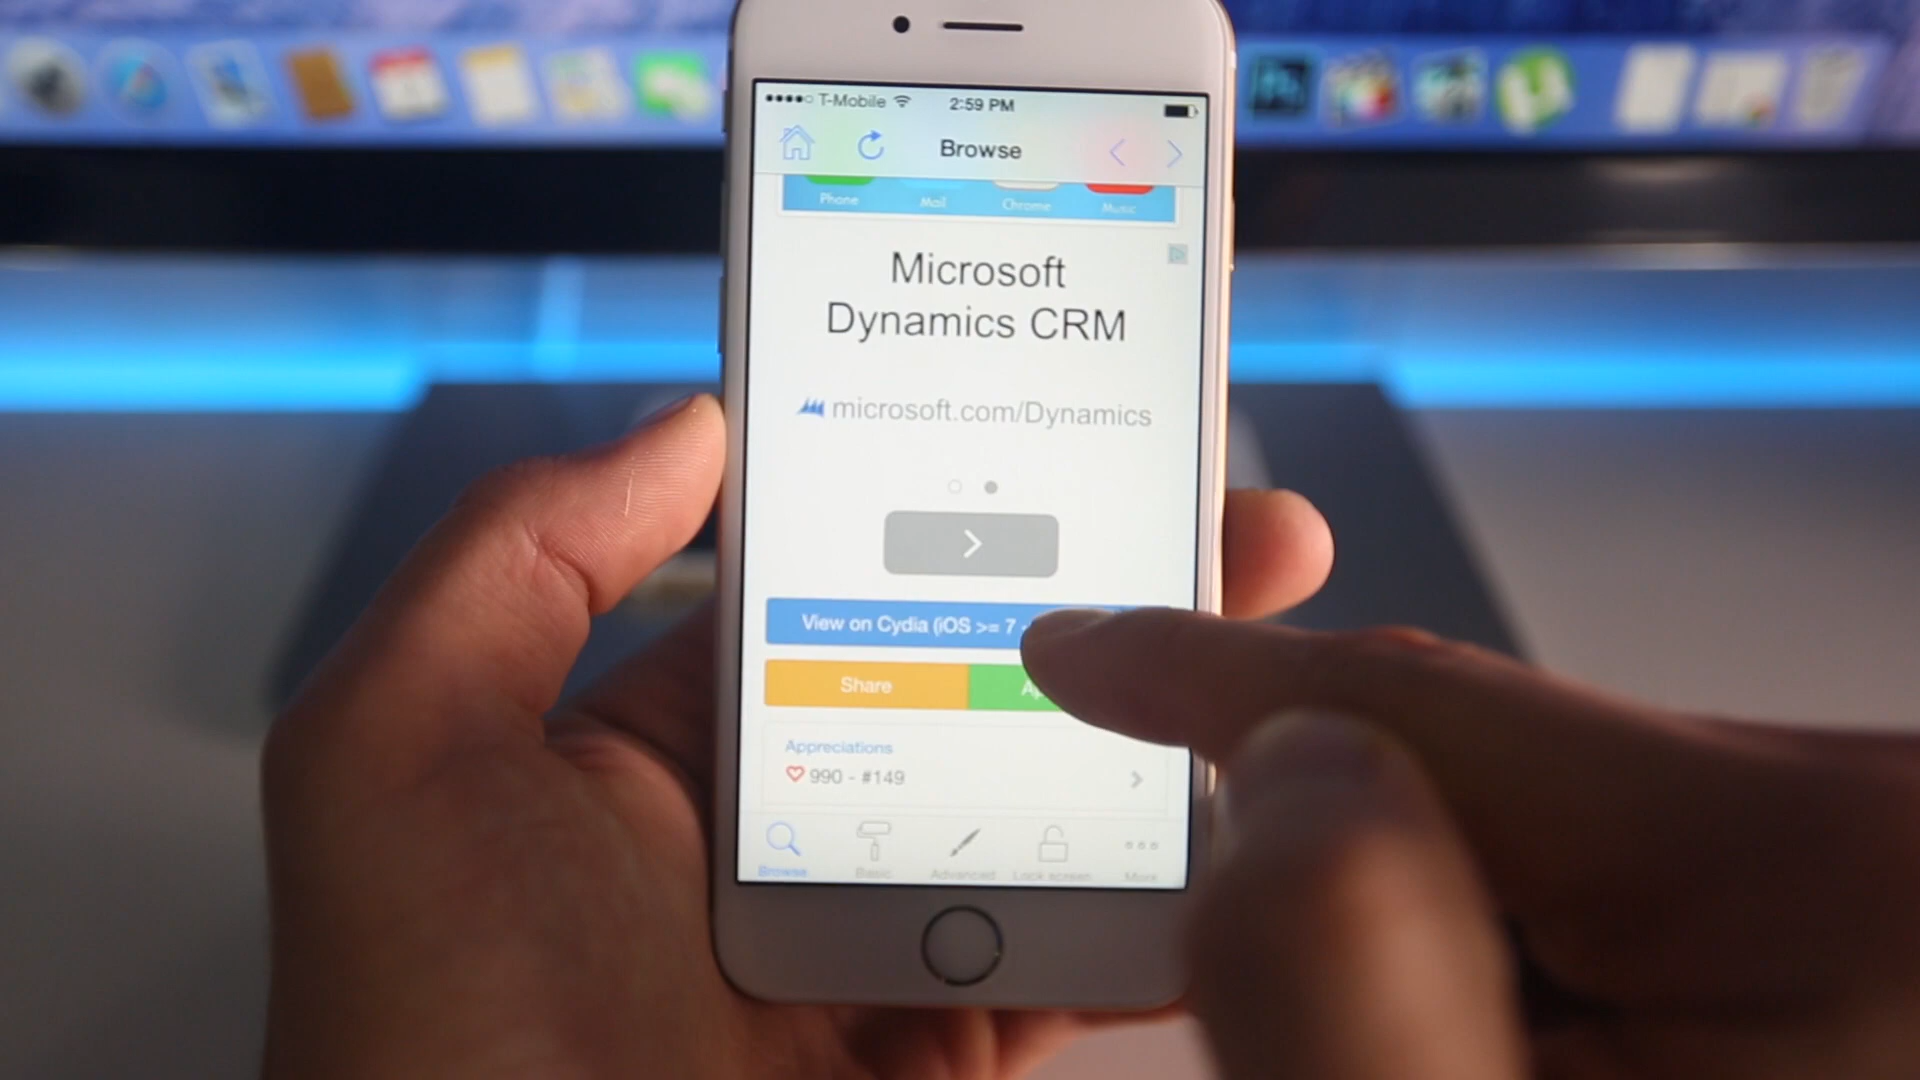 T-Mobile 2:59 PM
Browse
Phone Mail Chrome Music
Microsoft
Dynamics CRM
microsoft.com/Dynamics
View on Cydia (iOS >= 7
Share
Appreciations
990 - #149
Browse Basic Advanced Lock screen More
Ps